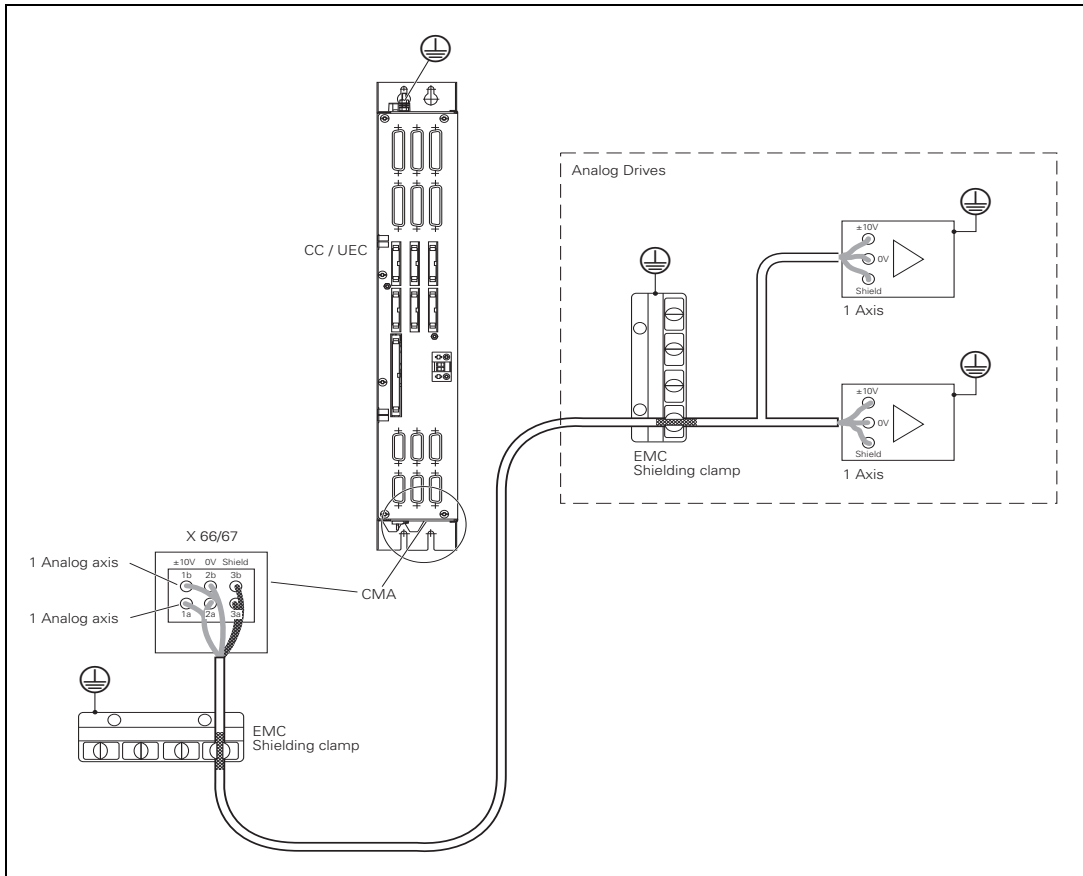 Analog Drives
CC / UEC
±10V
0V
Shield
1 Axis
±10V
0V
Shield
1 Axis
EMC
Shielding clamp
X 66/67
±10V 0V Shield
1b 2b 3b
1a 2a 3a
1 Analog axis
1 Analog axis
CMA
EMC
Shielding clamp